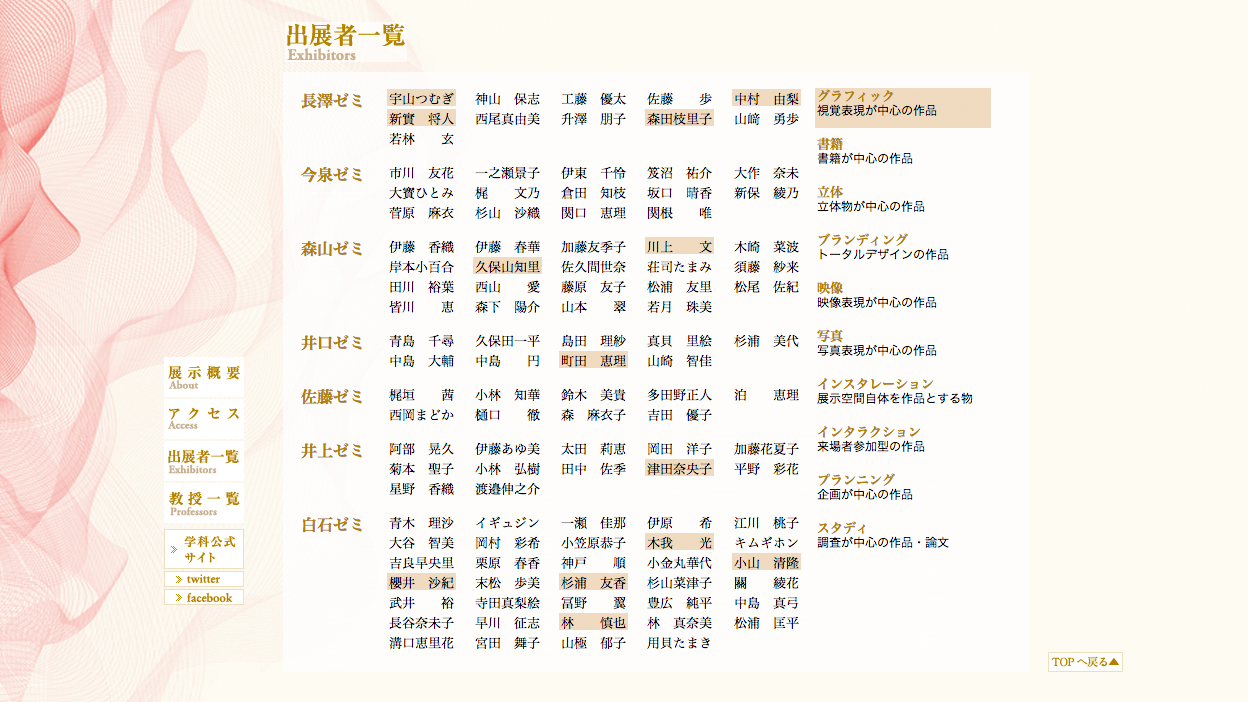 出展者一覧
Exhibitors
長澤ゼミ
宇山つむぎ 神山 保志 工藤 優太 佐藤 歩 中村 由梨
新實 将人 西尾真由美 升澤 朋子 森田枝里子 山﨑 勇歩
若林 玄
今泉ゼミ
市川 友花 一之瀬景子 伊東 千怜 笈沼 祐介 大作 奈未
大實ひとみ 梶 文乃 倉田 知枝 坂口 晴香 新保 綾乃
菅原 麻衣 杉山 沙織 関口 恵理 関根 唯
森山ゼミ
伊藤 香織 伊藤 春華 加藤友季子 川上 文 木崎 菜波
岸本小百合 久保山知里 佐久間世奈 荘司たまみ 須藤 紗来
田川 裕葉 西山 愛 藤原 友子 松浦 友里 松尾 佐紀
皆川 恵 森下 陽介 山本 翠 若月 珠美
井口ゼミ
青島 千尋 久保田一平 島田 理紗 真貝 里絵 杉浦 美代
中島 大輔 中島 円 町田 恵理 山崎 智佳
佐藤ゼミ
梶垣 茜 小林 知華 鈴木 美貴 多田野正人 泊 恵理
西岡まどか 樋口 徹 森 麻衣子 吉田 優子
井上ゼミ
阿部 晃久 伊藤あゆ美 太田 莉恵 岡田 洋子 加藤花夏子
菊本 聖子 小林 弘樹 田中 佐季 津田奈央子 平野 彩花
星野 香織 渡邉伸之介
白石ゼミ
青木 理沙 イギュジン 一瀬 佳那 伊原 希 江川 桃子
大谷 智美 岡村 彩希 小笠原恭子 木我 光 キムギホン
吉良早央里 栗原 春香 神戸 順 小金丸華代 小山 清隆
櫻井 沙紀 末松 歩美 杉浦 友香 杉山菜津子 關 綾花
武井 裕 寺田真梨絵 冨野 翼 豊広 純平 中島 真弓
長谷奈未子 早川 征志 林 慎也 林 真奈美 松浦 匡平
溝口恵里花 宮田 舞子 山極 郁子 用貝たまき
グラフィック
視覚表現が中心の作品
書籍
書籍が中心の作品
立体
立体物が中心の作品
ブランディング
トータルデザインの作品
映像
映像表現が中心の作品
写真
写真表現が中心の作品
インスタレーション
展示空間自体を作品とする物
インタラクション
来場者参加型の作品
プランニング
企画が中心の作品
スタディ
調査が中心の作品・論文
展示概要
About
アクセス
Access
出展者一覧
Exhibitors
教授一覧
Professors
学科公式
サイト
twitter
facebook
TOPへ戻る▲